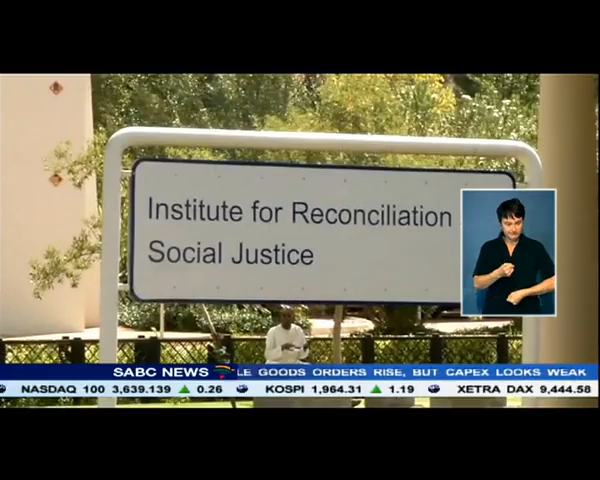 Institute for Reconciliation
Social Justice
SABC NEWS LE GOODS ORDERS RISE, BUT CAPEX LOOKS WEAK
NASDAQ 100 3,639.139 0.26 KOSPI 1,964.31 1.19 XETRA DAX 9,444.58